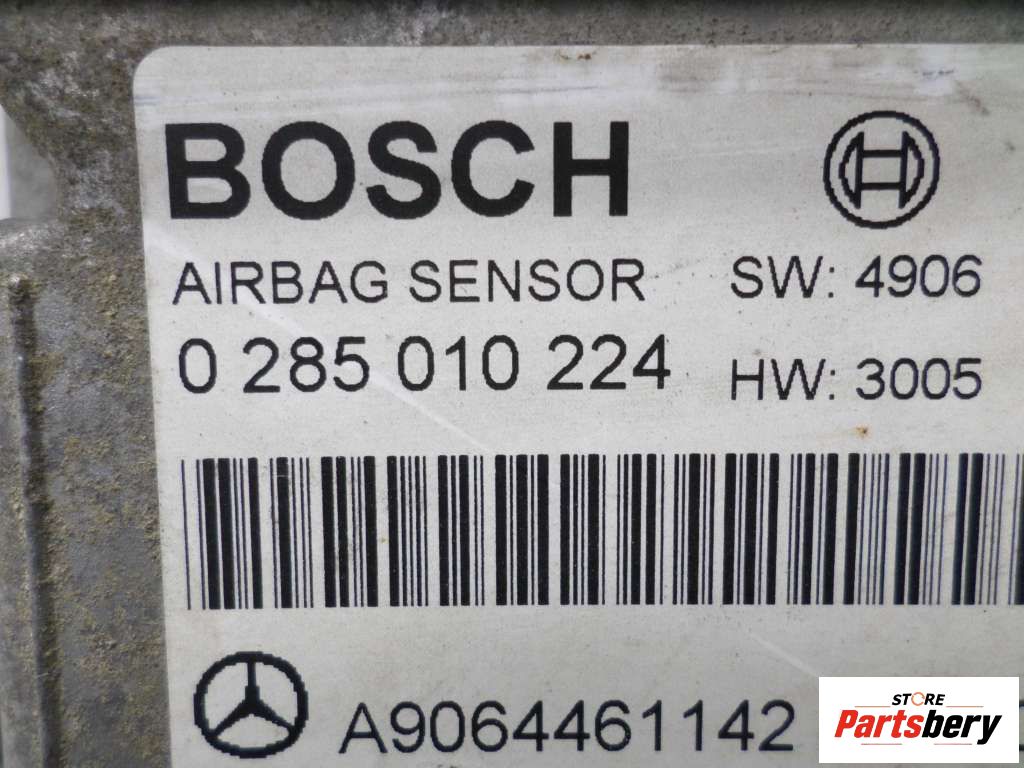 BOSCH
AIRBAG SENSOR SW: 4906
0 285 010 224 HW: 3005
A9064461142
STORE
Partsbery